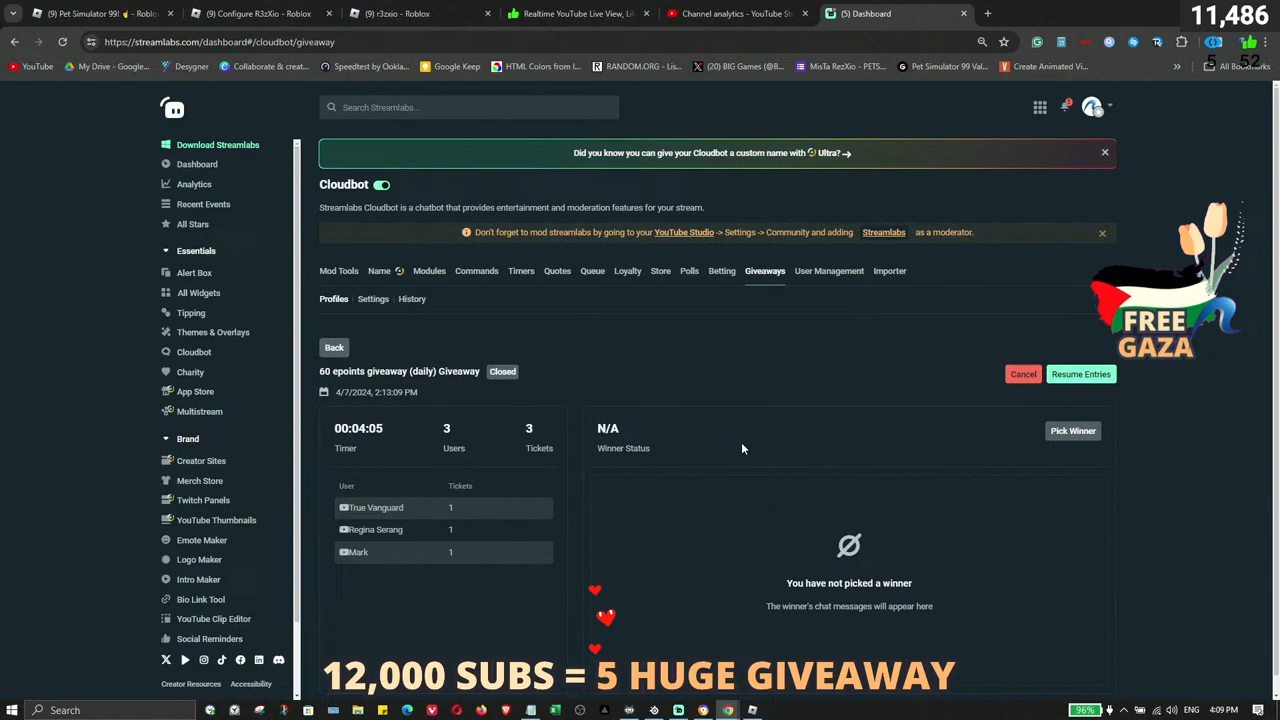 (10) Pet Simulator 99! ☝ - Roblox
Configure R3zXio - Roblox
r3zxio - Roblox
Realtime YouTube Live View, Li
Channel analytics - YouTube St
(5) Dashboard
11,486
https://streamlabs.com/dashboard#/cloudbot/giveaway
5 52
YouTube
My Drive - Google...
Desygner
Collaborate & creat...
Speedtest by Ookla...
Google Keep
HTML Colors from I...
RANDOM.ORG - Lis...
(20) BIG Games (@B...
MisTa RezXio - PETS...
Pet Simulator 99 Val...
Create Animated Vi...
All Bookmarks
Search Streamlabs...
Download Streamlabs
Dashboard
Analytics
Recent Events
All Stars
Essentials
Alert Box
All Widgets
Tipping
Themes & Overlays
Cloudbot
Charity
App Store
Multistream
Brand
Creator Sites
Merch Store
Twitch Panels
YouTube Thumbnails
Emote Maker
Logo Maker
Intro Maker
Bio Link Tool
YouTube Clip Editor
Social Reminders
Creator Resources Accessibility
Did you know you can give your Cloudbot a custom name with Ultra? →
Cloudbot
Streamlabs Cloudbot is a chatbot that provides entertainment and moderation features for your stream.
Don't forget to mod streamlabs by going to your YouTube Studio -> Settings -> Community and adding Streamlabs as a moderator.
Mod Tools Name Modules Commands Timers Quotes Queue Loyalty Store Polls Betting Giveaways User Management Importer
Profiles Settings History
Back
60 epoints giveaway (daily) Giveaway Closed
Cancel Resume Entries
4/7/2024, 2:13:09 PM
00:04:05 3 3
Timer Users Tickets
User Tickets
True Vanguard 1
Regina Serang 1
Mark 1
N/A
Winner Status
Pick Winner
You have not picked a winner
The winner's chat messages will appear here
FREE
GAZA
12,000 SUBS = 5 HUGE GIVEAWAY
Search
96%
4:09 PM